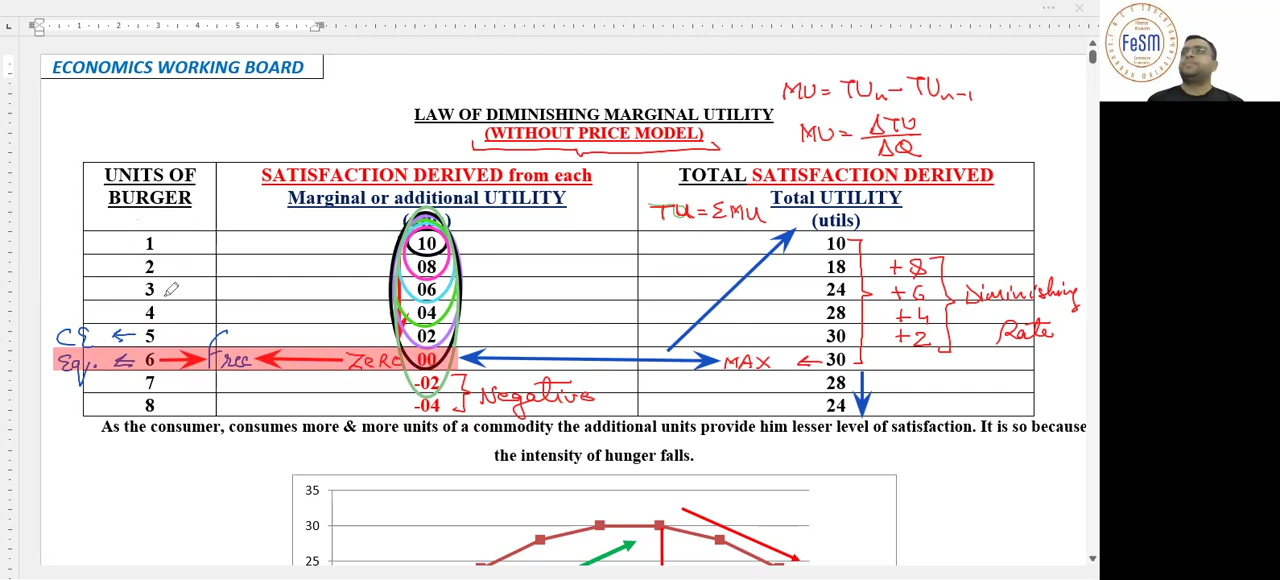 ECONOMICS WORKING BOARD
FeSM
MU = TUn - TUn-1
LAW OF DIMINISHING MARGINAL UTILITY
(WITHOUT PRICE MODEL)
MU = ΔTU/ΔQ
UNITS OF BURGER
SATISFACTION DERIVED from each
Marginal or additional UTILITY
TOTAL SATISFACTION DERIVED
Total UTILITY
(utils)
TU = ΣMU
1 10 10
2 08 18 +8
3 06 24 +6 Diminishing
4 04 28 +4 Rate
CE ← 5 02 30 +2
Eq. ← 6 free ZERO 00 MAX ← 30
7 -02 28
Negative
8 -04 24
As the consumer, consumes more & more units of a commodity the additional units provide him lesser level of satisfaction. It is so because
the intensity of hunger falls.
35
30
25